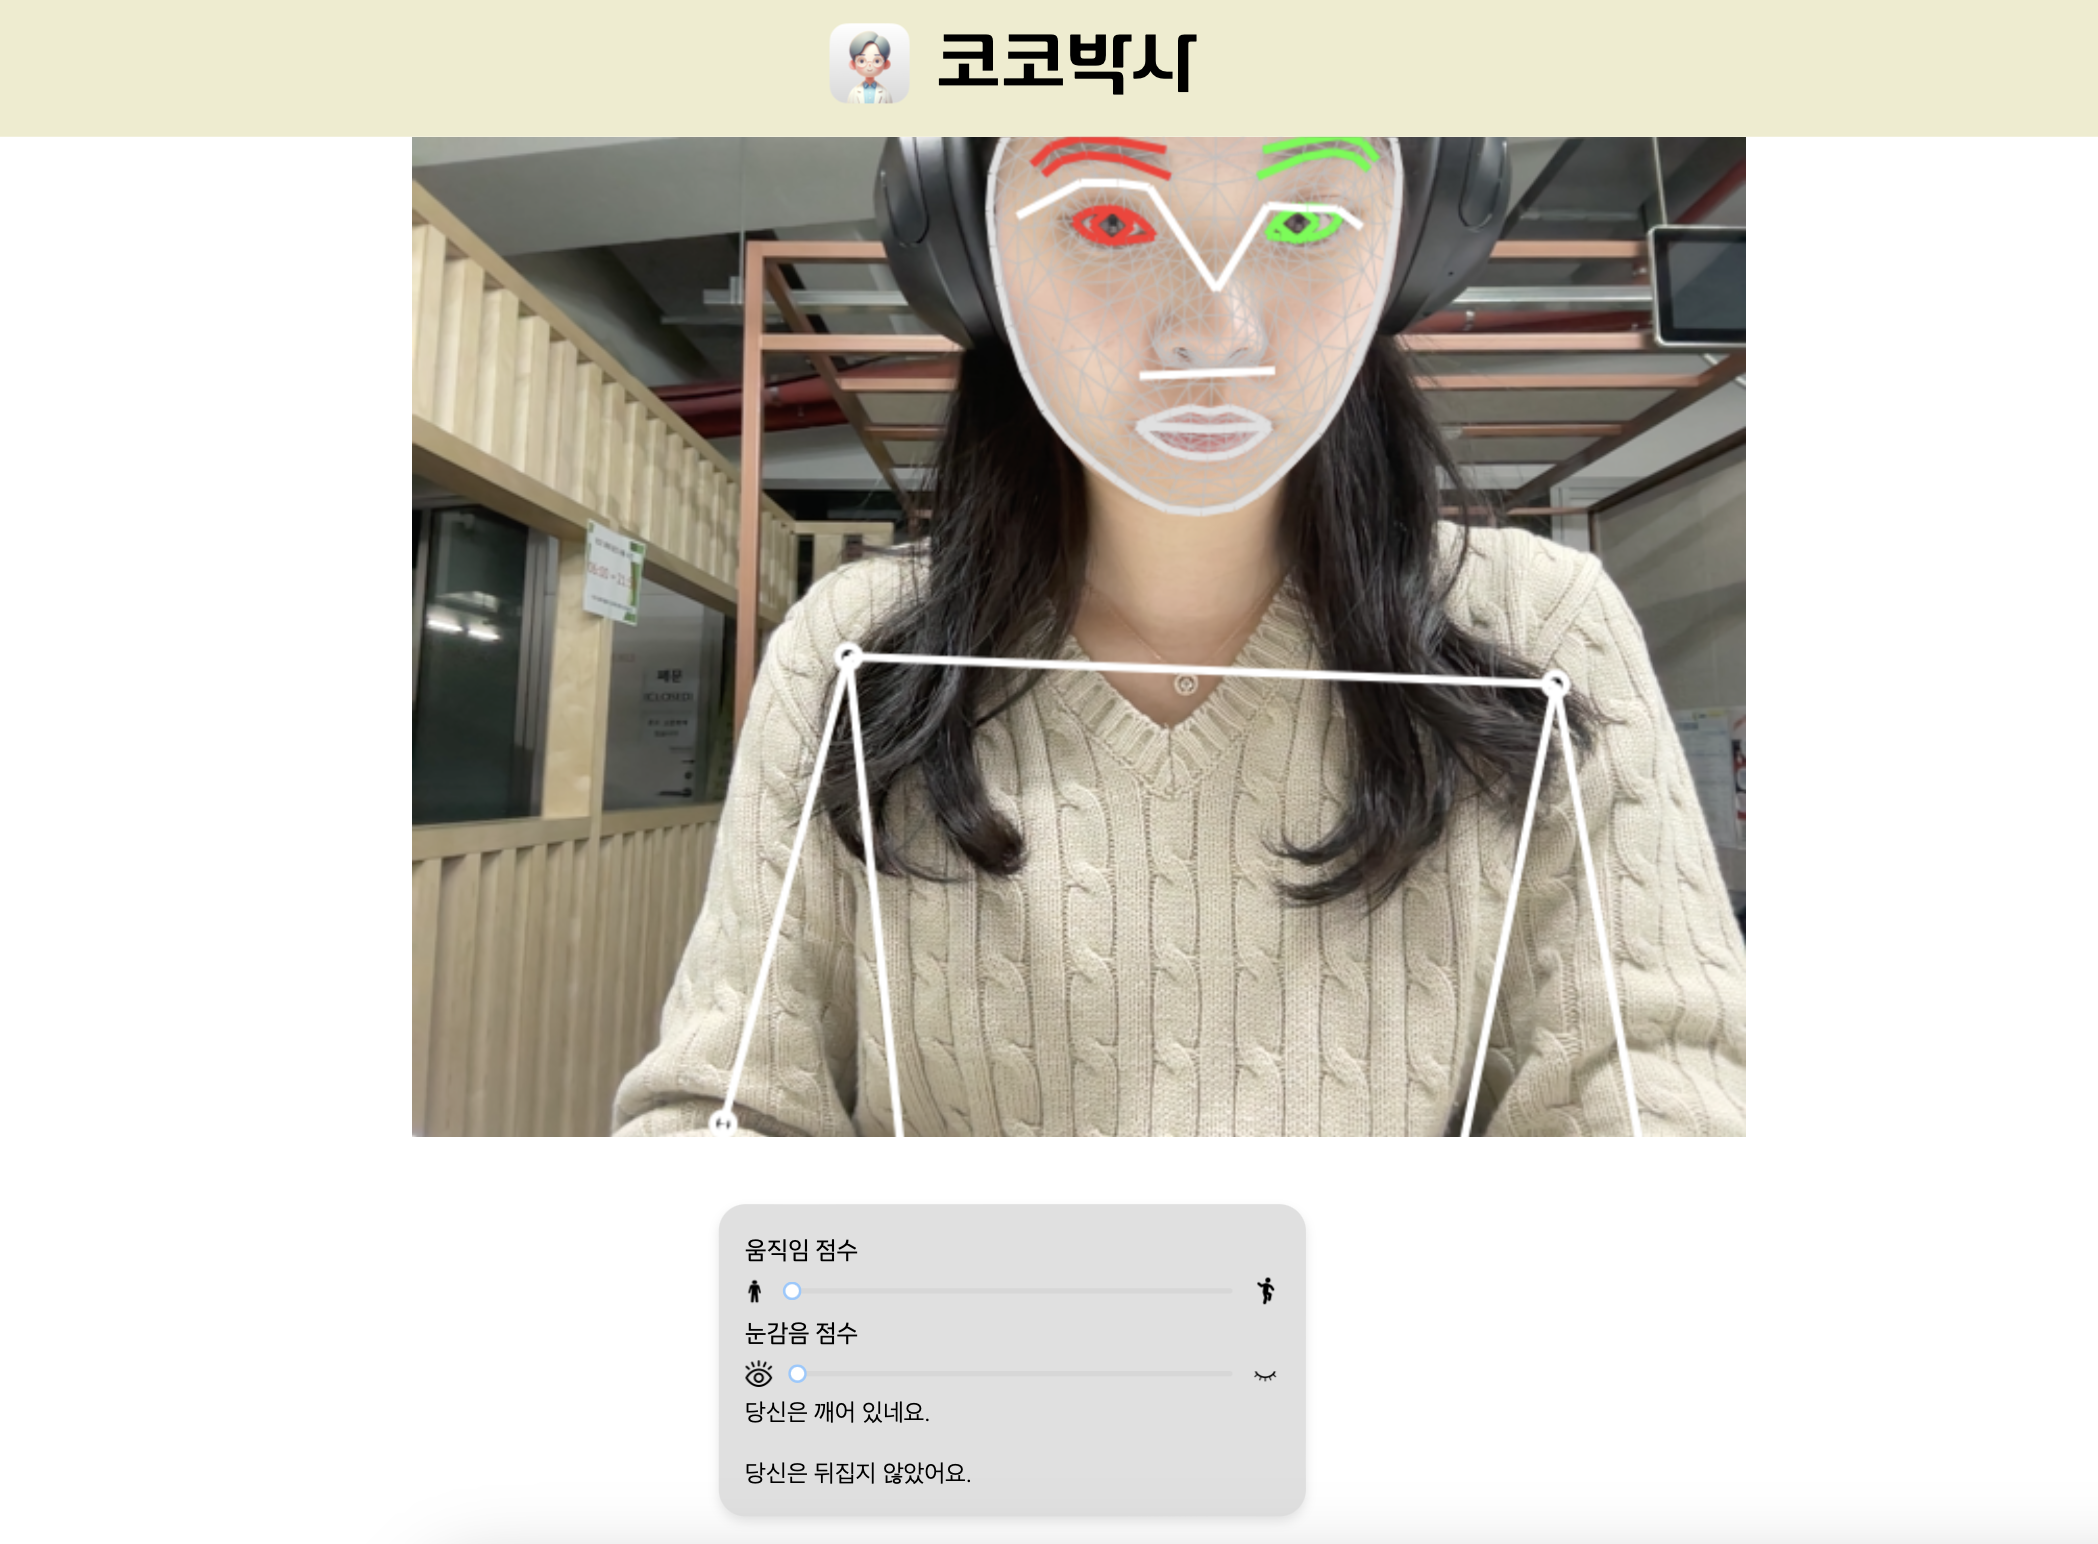 코코박사
폐문
(CLOSED)
움직임 점수
눈감음 점수
당신은 깨어 있네요.
당신은 뒤집지 않았어요.